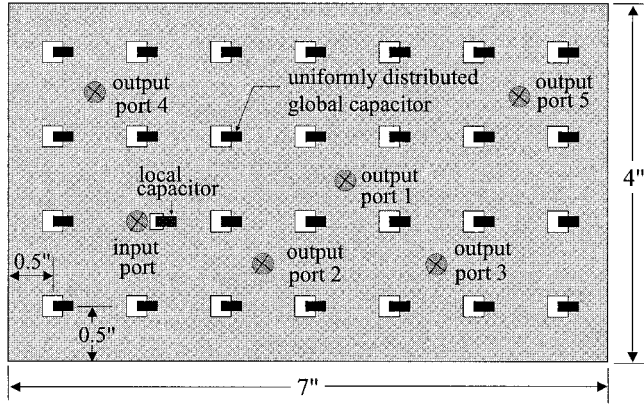 output
port 4
uniformly distributed
global capacitor
output
port 5
4"
local
capacitor
output
port 1
input
port
output
port 2
output
port 3
0.5"
0.5"
7"